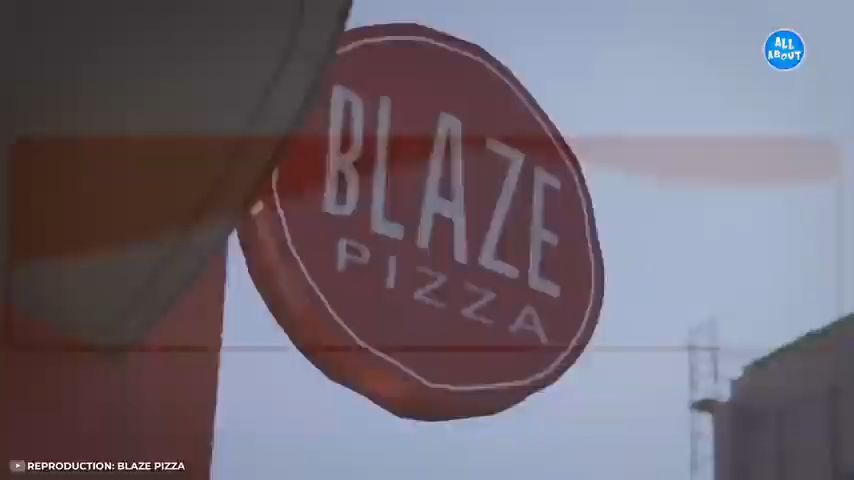 ALL
ABOUT
BLAZE
PIZZA
REPRODUCTION: BLAZE PIZZA